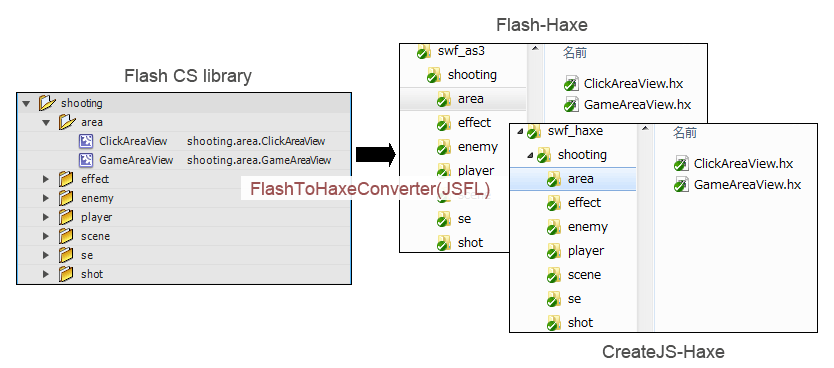 Flash-Haxe
Flash CS library
shooting
area
ClickAreaView shooting.area.ClickAreaView
GameAreaView shooting.area.GameAreaView
effect
enemy
player
scene
se
shot
FlashToHaxeConverter(JSFL)
swf_as3
shooting
area
effect
enemy
player
se
shot
名前
ClickAreaView.hx
GameAreaView.hx
swf_haxe
shooting
area
effect
enemy
player
scene
se
shot
名前
ClickAreaView.hx
GameAreaView.hx
CreateJS-Haxe